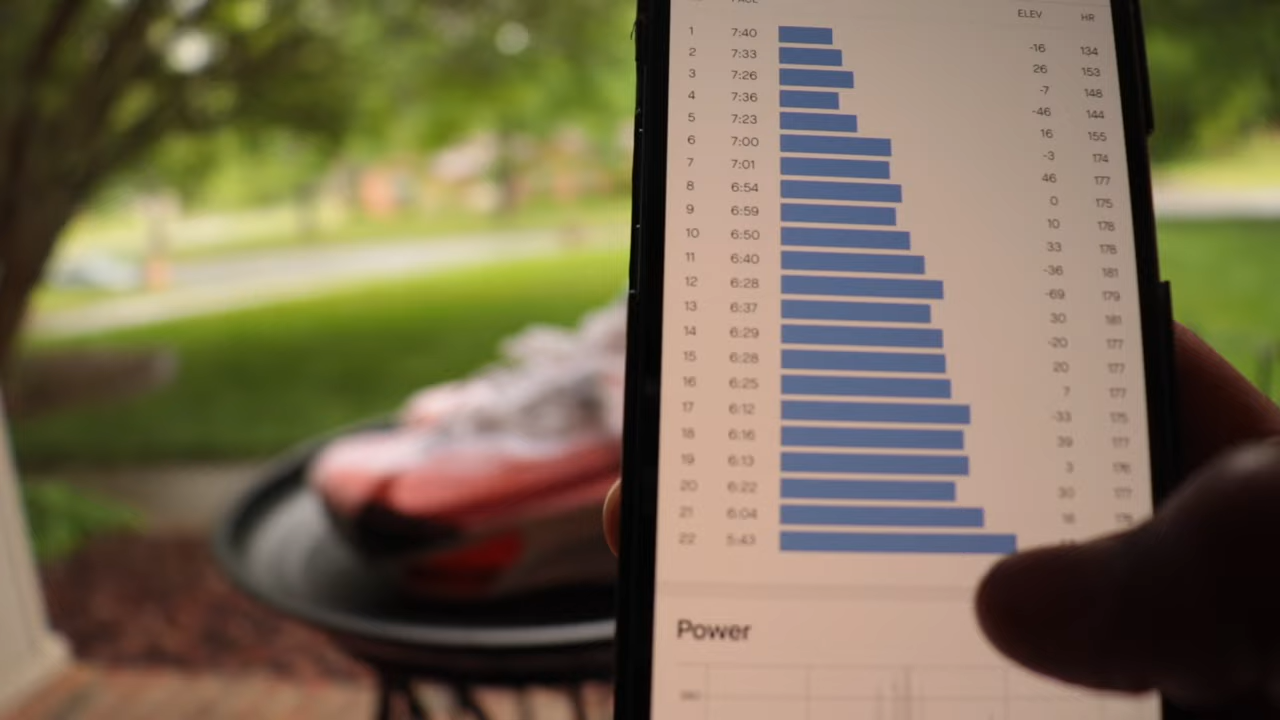 PACE ELEV HR
1 7:40 -16 134
2 7:33 26 153
3 7:26 -7 148
4 7:36 -46 144
5 7:23 16 155
6 7:00 -3 174
7 7:01 46 177
8 6:54 0 175
9 6:59 10 178
10 6:50 33 178
11 6:40 -36 181
12 6:28 -69 179
13 6:37 30 181
14 6:29 -20 177
15 6:28 20 177
16 6:25 7 177
17 6:12 -33 175
18 6:16 39 177
19 6:13 3 176
20 6:22 30 177
21 6:04 16
22 5:43
Power